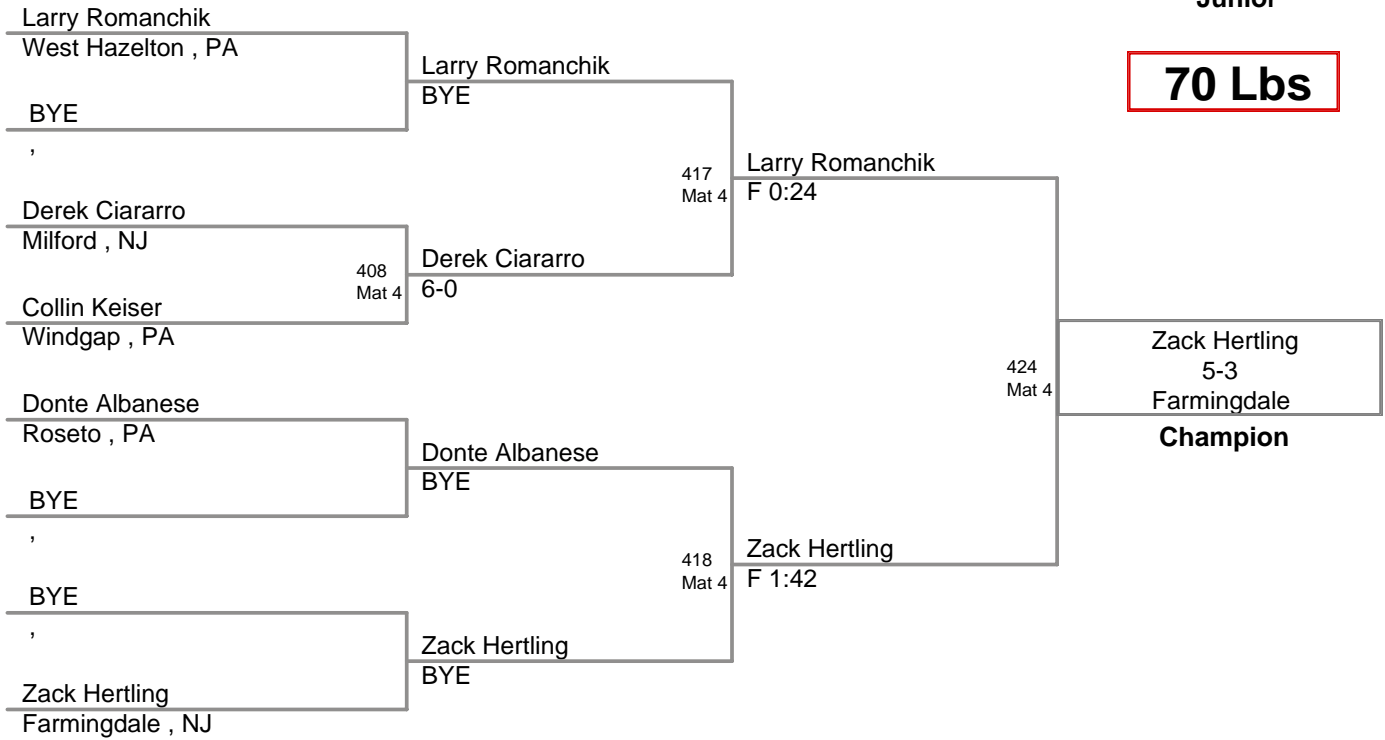 Junior
70 Lbs
Larry Romanchik
West Hazelton , PA
BYE
,
Derek Ciararro
Milford , NJ
Collin Keiser
Windgap , PA
Donte Albanese
Roseto , PA
BYE
,
BYE
,
Zack Hertling
Farmingdale , NJ
Larry Romanchik
BYE
408
Mat 4
Derek Ciararro
6-0
Donte Albanese
BYE
Zack Hertling
BYE
417
Mat 4
Larry Romanchik
F 0:24
418
Mat 4
Zack Hertling
F 1:42
424
Mat 4
Zack Hertling
5-3
Farmingdale
Champion